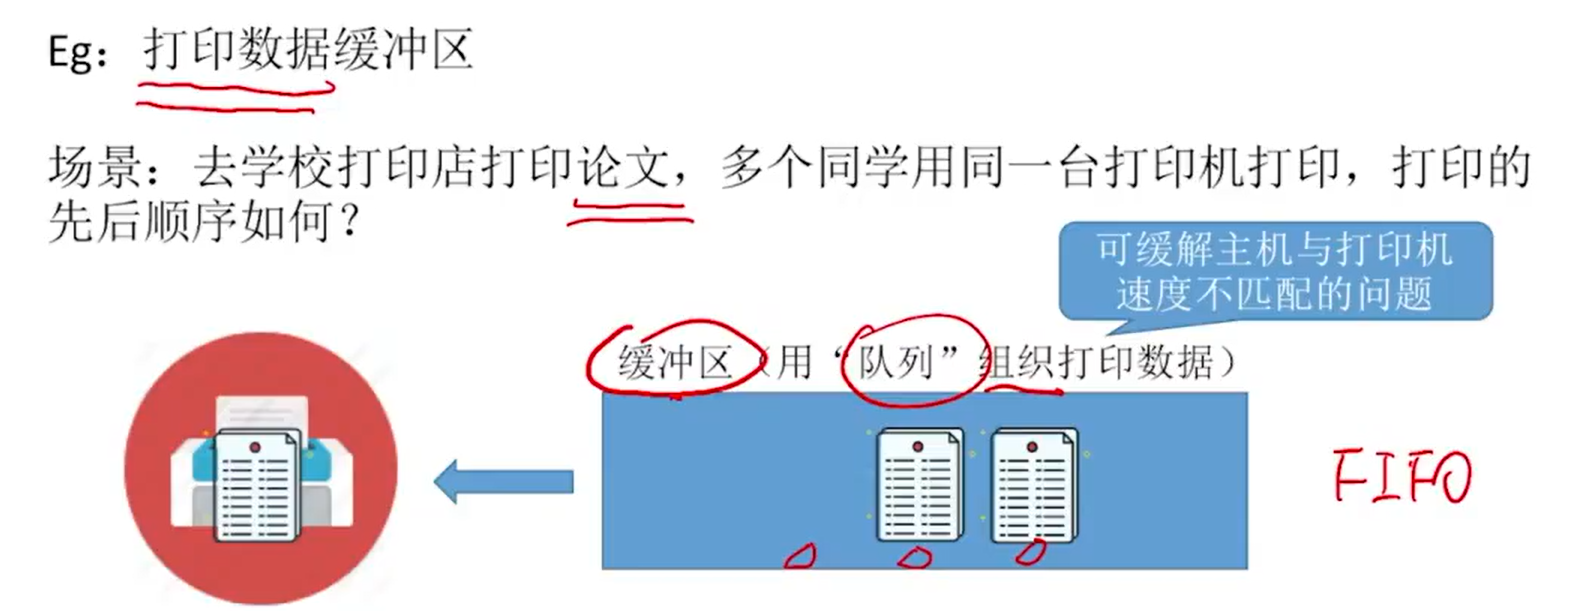 Eg：打印数据缓冲区
场景：去学校打印店打印论文，多个同学用同一台打印机打印，打印的
先后顺序如何？
可缓解主机与打印机
速度不匹配的问题
缓冲区（用“队列”组织打印数据）
FIFO